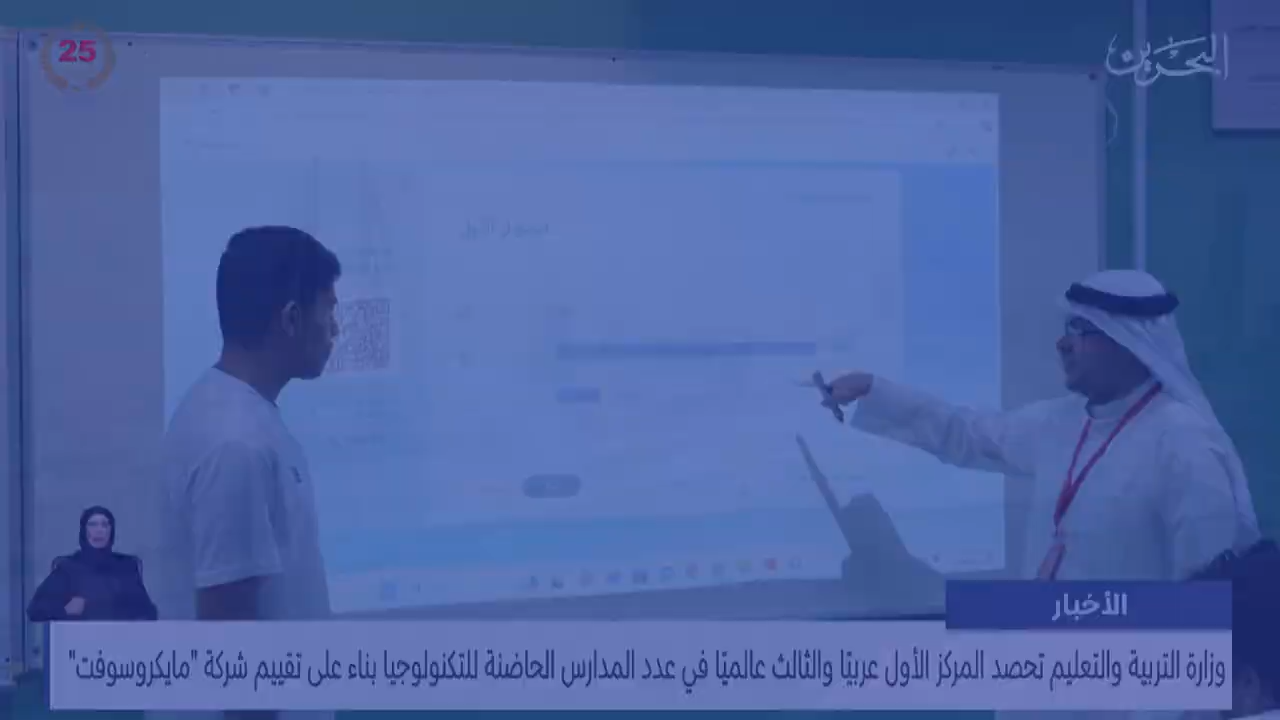 25
البحرين
الأخبار
وزارة التربية والتعليم تحصد المركز الأول عربيًا والثالث عالميًا في عدد المدارس الحاضنة للتكنولوجيا بناء على تقييم شركة "مايكروسوفت"